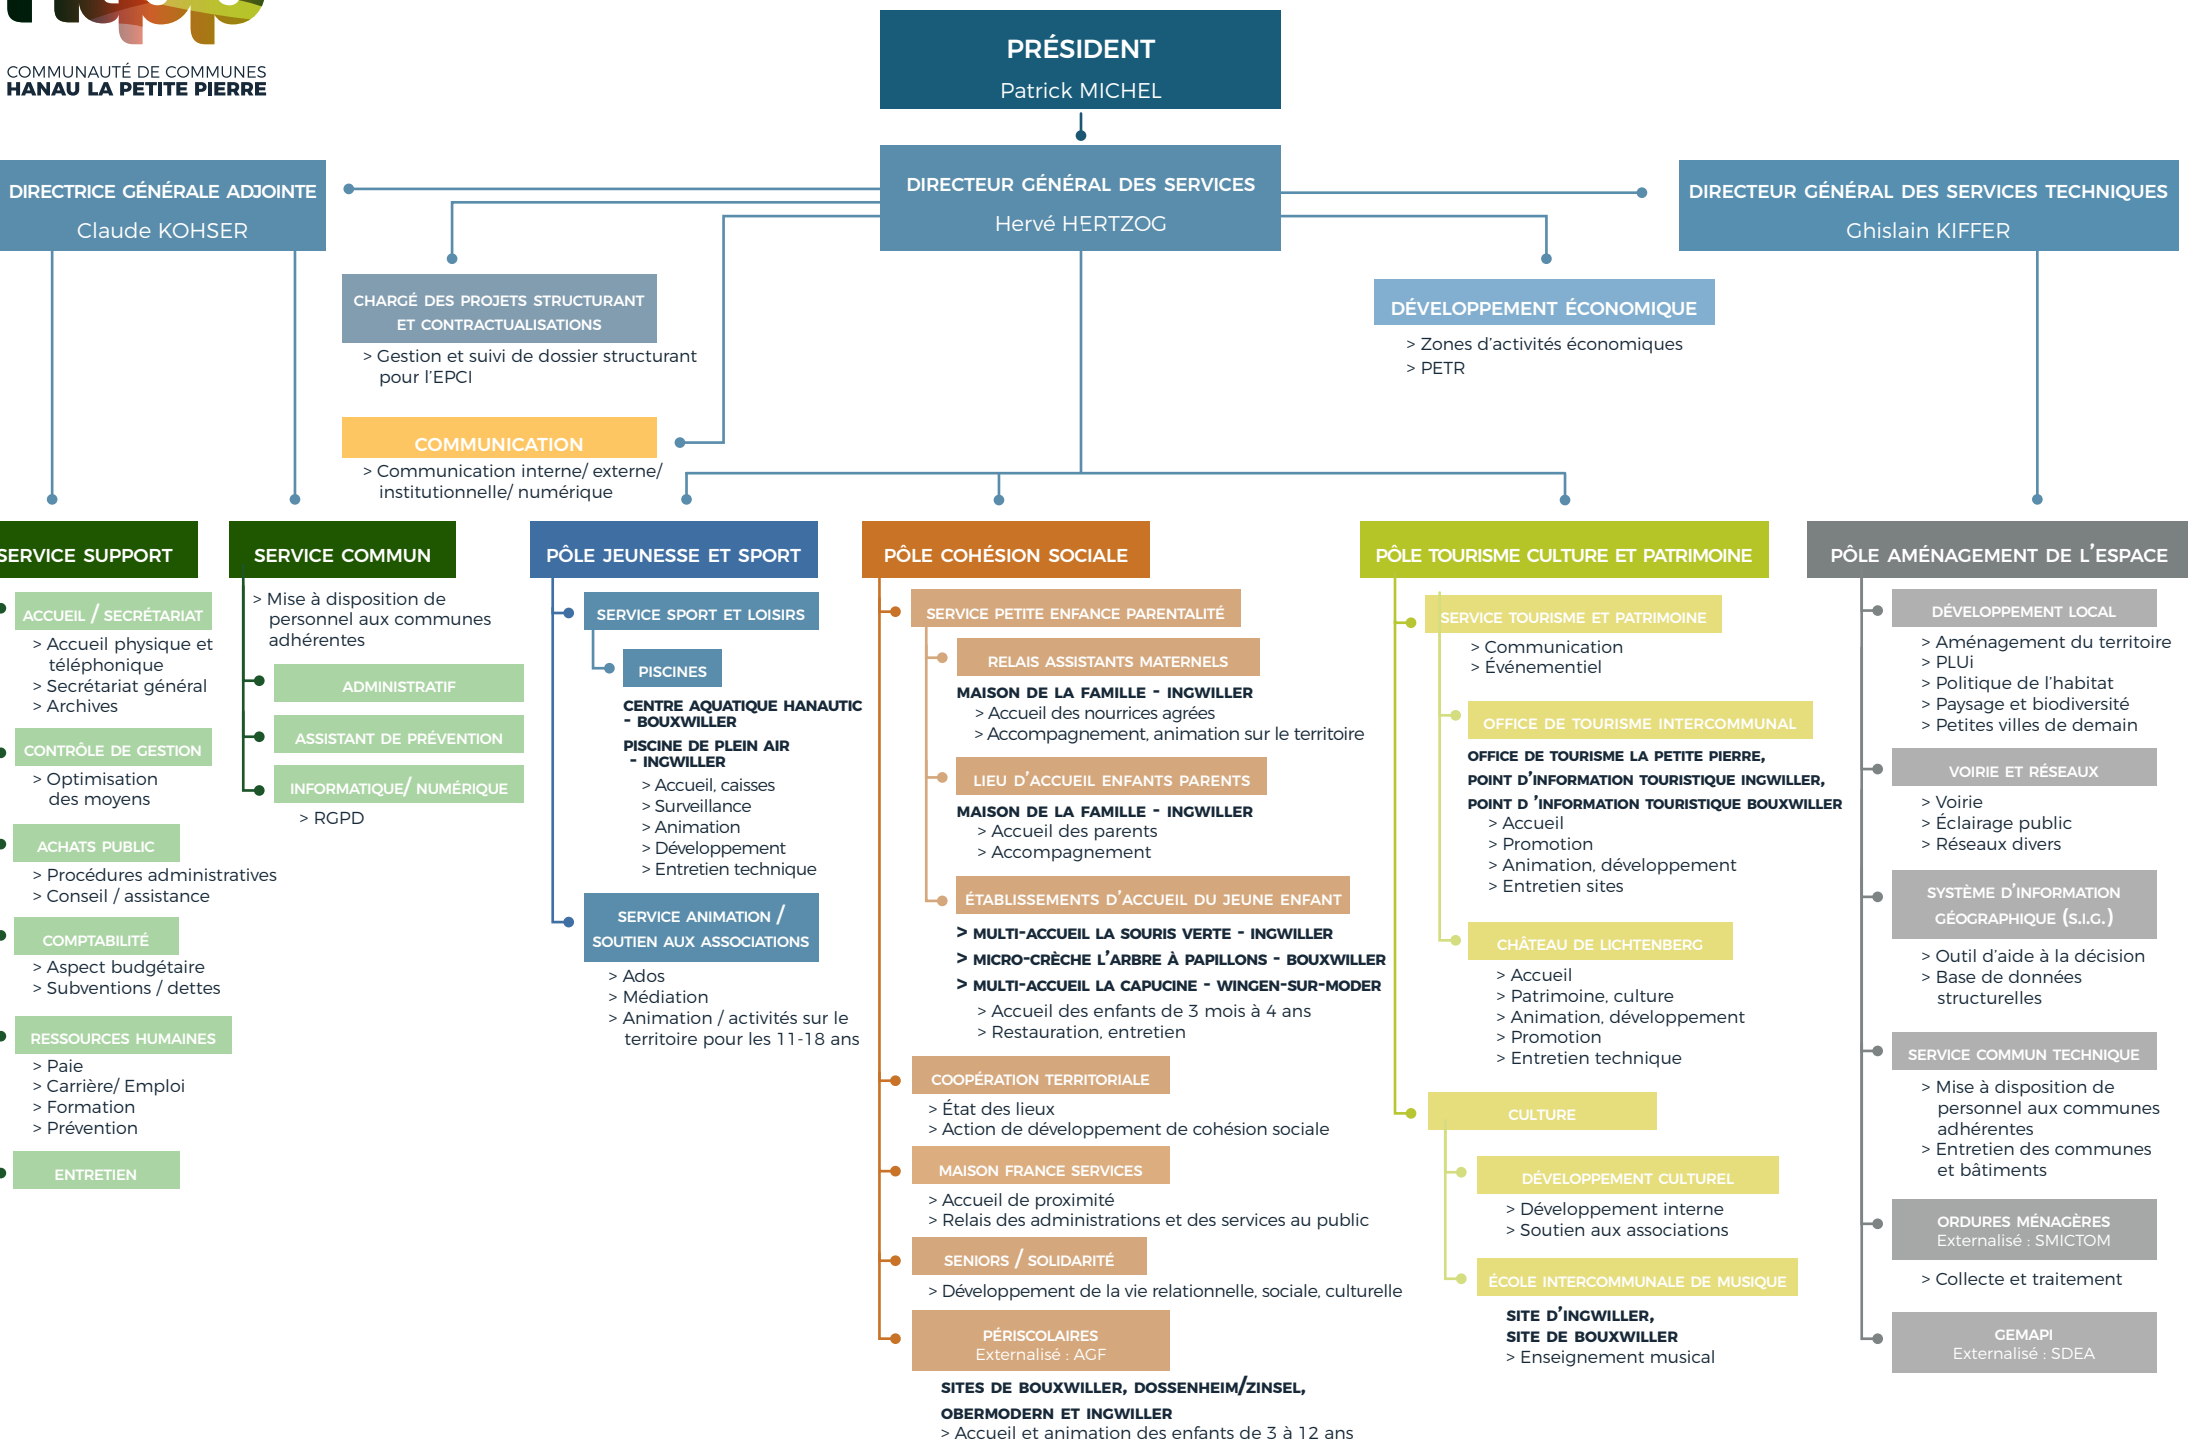 COMMUNAUTÉ DE COMMUNES
HANAU LA PETITE PIERRE
PRÉSIDENT
Patrick MICHEL
DIRECTRICE GÉNÉRALE ADJOINTE
Claude KOHSER
DIRECTEUR GÉNÉRAL DES SERVICES
Hervé HERTZOG
DIRECTEUR GÉNÉRAL DES SERVICES TECHNIQUES
Ghislain KIFFER
CHARGÉ DES PROJETS STRUCTURANT
ET CONTRACTUALISATIONS
> Gestion et suivi de dossier structurant
pour l'EPCI
DÉVELOPPEMENT ÉCONOMIQUE
> Zones d'activités économiques
> PETR
COMMUNICATION
> Communication interne/ externe/
institutionnelle/ numérique
SERVICE SUPPORT
ACCUEIL / SECRÉTARIAT
> Accueil physique et
téléphonique
> Secrétariat général
> Archives
CONTRÔLE DE GESTION
> Optimisation
des moyens
ACHATS PUBLIC
> Procédures administratives
> Conseil / assistance
COMPTABILITÉ
> Aspect budgétaire
> Subventions / dettes
RESSOURCES HUMAINES
> Paie
> Carrière/ Emploi
> Formation
> Prévention
ENTRETIEN
SERVICE COMMUN
> Mise à disposition de
personnel aux communes
adhérentes
ADMINISTRATIF
ASSISTANT DE PRÉVENTION
INFORMATIQUE/ NUMÉRIQUE
> RGPD
PÔLE JEUNESSE ET SPORT
SERVICE SPORT ET LOISIRS
PISCINES
CENTRE AQUATIQUE HANAUTIC
- BOUXWILLER
PISCINE DE PLEIN AIR
- INGWILLER
> Accueil, caisses
> Surveillance
> Animation
> Développement
> Entretien technique
SERVICE ANIMATION /
SOUTIEN AUX ASSOCIATIONS
> Ados
> Médiation
> Animation / activités sur le
territoire pour les 11-18 ans
PÔLE COHÉSION SOCIALE
SERVICE PETITE ENFANCE PARENTALITÉ
RELAIS ASSISTANTS MATERNELS
MAISON DE LA FAMILLE - INGWILLER
> Accueil des nourrices agrées
> Accompagnement, animation sur le territoire
LIEU D'ACCUEIL ENFANTS PARENTS
MAISON DE LA FAMILLE - INGWILLER
> Accueil des parents
> Accompagnement
ÉTABLISSEMENTS D'ACCUEIL DU JEUNE ENFANT
> MULTI-ACCUEIL LA SOURIS VERTE - INGWILLER
> MICRO-CRÈCHE L'ARBRE À PAPILLONS - BOUXWILLER
> MULTI-ACCUEIL LA CAPUCINE - WINGEN-SUR-MODER
> Accueil des enfants de 3 mois à 4 ans
> Restauration, entretien
COOPÉRATION TERRITORIALE
> État des lieux
> Action de développement de cohésion sociale
MAISON FRANCE SERVICES
> Accueil de proximité
> Relais des administrations et des services au public
SENIORS / SOLIDARITÉ
> Développement de la vie relationnelle, sociale, culturelle
PÉRISCOLAIRES
Externalisé : AGF
SITES DE BOUXWILLER, DOSSENHEIM/ZINSEL,
OBERMODERN ET INGWILLER
> Accueil et animation des enfants de 3 à 12 ans
PÔLE TOURISME CULTURE ET PATRIMOINE
SERVICE TOURISME ET PATRIMOINE
> Communication
> Événementiel
OFFICE DE TOURISME INTERCOMMUNAL
OFFICE DE TOURISME LA PETITE PIERRE,
POINT D'INFORMATION TOURISTIQUE INGWILLER,
POINT D 'INFORMATION TOURISTIQUE BOUXWILLER
> Accueil
> Promotion
> Animation, développement
> Entretien sites
CHÂTEAU DE LICHTENBERG
> Accueil
> Patrimoine, culture
> Animation, développement
> Promotion
> Entretien technique
CULTURE
DÉVELOPPEMENT CULTUREL
> Développement interne
> Soutien aux associations
ÉCOLE INTERCOMMUNALE DE MUSIQUE
SITE D'INGWILLER,
SITE DE BOUXWILLER
> Enseignement musical
PÔLE AMÉNAGEMENT DE L'ESPACE
DÉVELOPPEMENT LOCAL
> Aménagement du territoire
> PLUi
> Politique de l'habitat
> Paysage et biodiversité
> Petites villes de demain
VOIRIE ET RÉSEAUX
> Voirie
> Éclairage public
> Réseaux divers
SYSTÈME D'INFORMATION
GÉOGRAPHIQUE (S.I.G.)
> Outil d'aide à la décision
> Base de données
structurelles
SERVICE COMMUN TECHNIQUE
> Mise à disposition de
personnel aux communes
adhérentes
> Entretien des communes
et bâtiments
ORDURES MÉNAGÈRES
Externalisé : SMICTOM
> Collecte et traitement
GEMAPI
Externalisé : SDEA